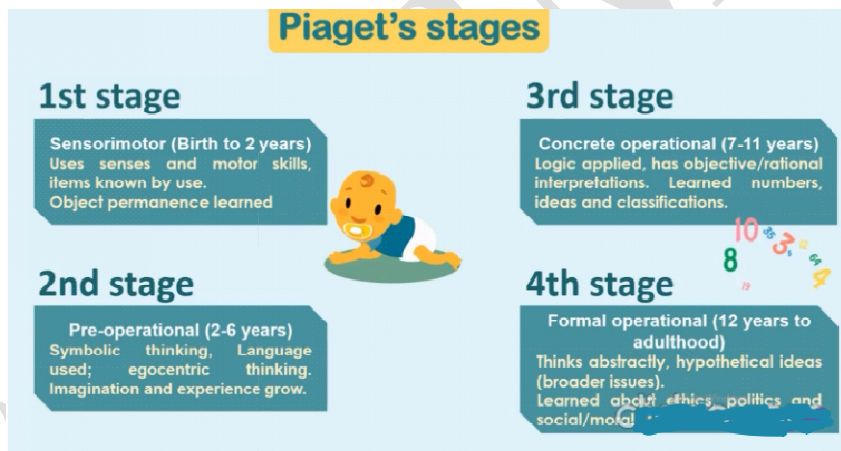 Piaget's stages
1st stage
Sensorimotor (Birth to 2 years)
Uses senses and motor skills,
items known by use.
Object permanence learned
2nd stage
Pre-operational (2-6 years)
Symbolic thinking, Language
used; egocentric thinking.
Imagination and experience grow.
3rd stage
Concrete operational (7-11 years)
Logic applied, has objective/rational
interpretations. Learned numbers,
ideas and classifications.
10
8
3
4
4th stage
Formal operational (12 years to
adulthood)
Thinks abstractly, hypothetical ideas
(broader issues).
Learned about ethics, politics and
social/moral